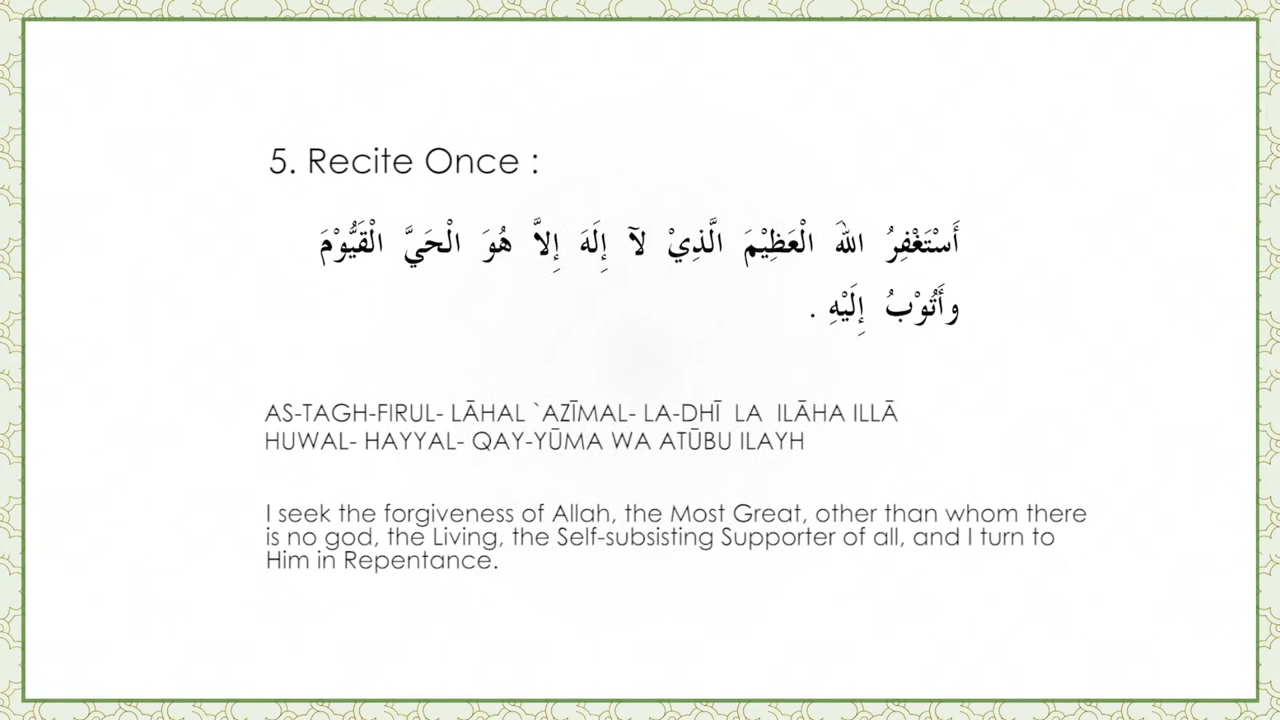 5. Recite Once :
أَسْتَغْفِرُ اللهَ الْعَظِيْمَ الَّذِيْ لآ إِلَهَ إِلاَّ هُوَ الْحَيَّ الْقَيُّوْمَ
وأَتُوْبُ إِلَيْهِ .
AS-TAGH-FIRUL- LĀHAL `AZĪMAL- LA-DHĪ LA ILĀHA ILLĀ
HUWAL- HAYYAL- QAY-YŪMA WA ATŪBU ILAYH
I seek the forgiveness of Allah, the Most Great, other than whom there
is no god, the Living, the Self-subsisting Supporter of all, and I turn to
Him in Repentance.